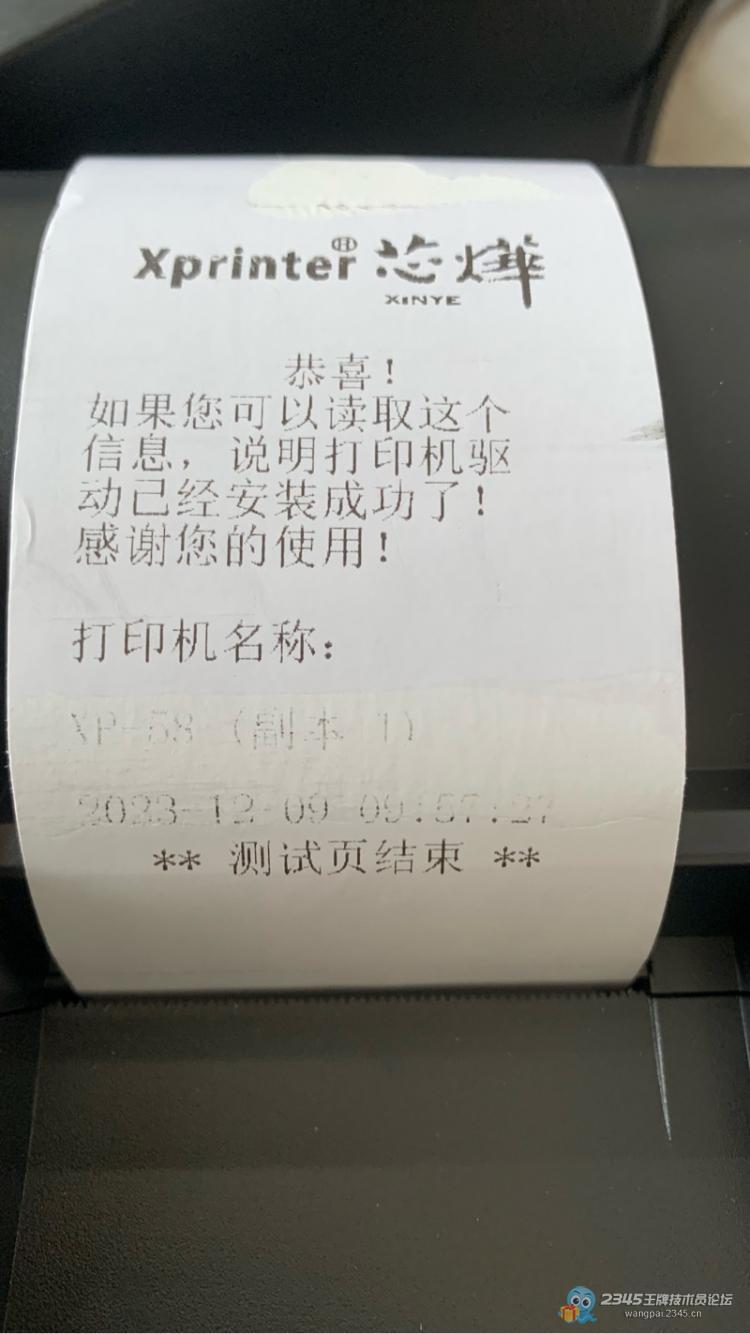 Xprinter® 芯烨
XINYE
恭喜！
如果您可以读取这个
信息，说明打印机驱
动已经安装成功了！
感谢您的使用！
打印机名称：
XP-58 (副本 1)
2023-12-09 09:57:27
** 测试页结束 **
2345王牌技术员论坛
wangpai.2345.cn